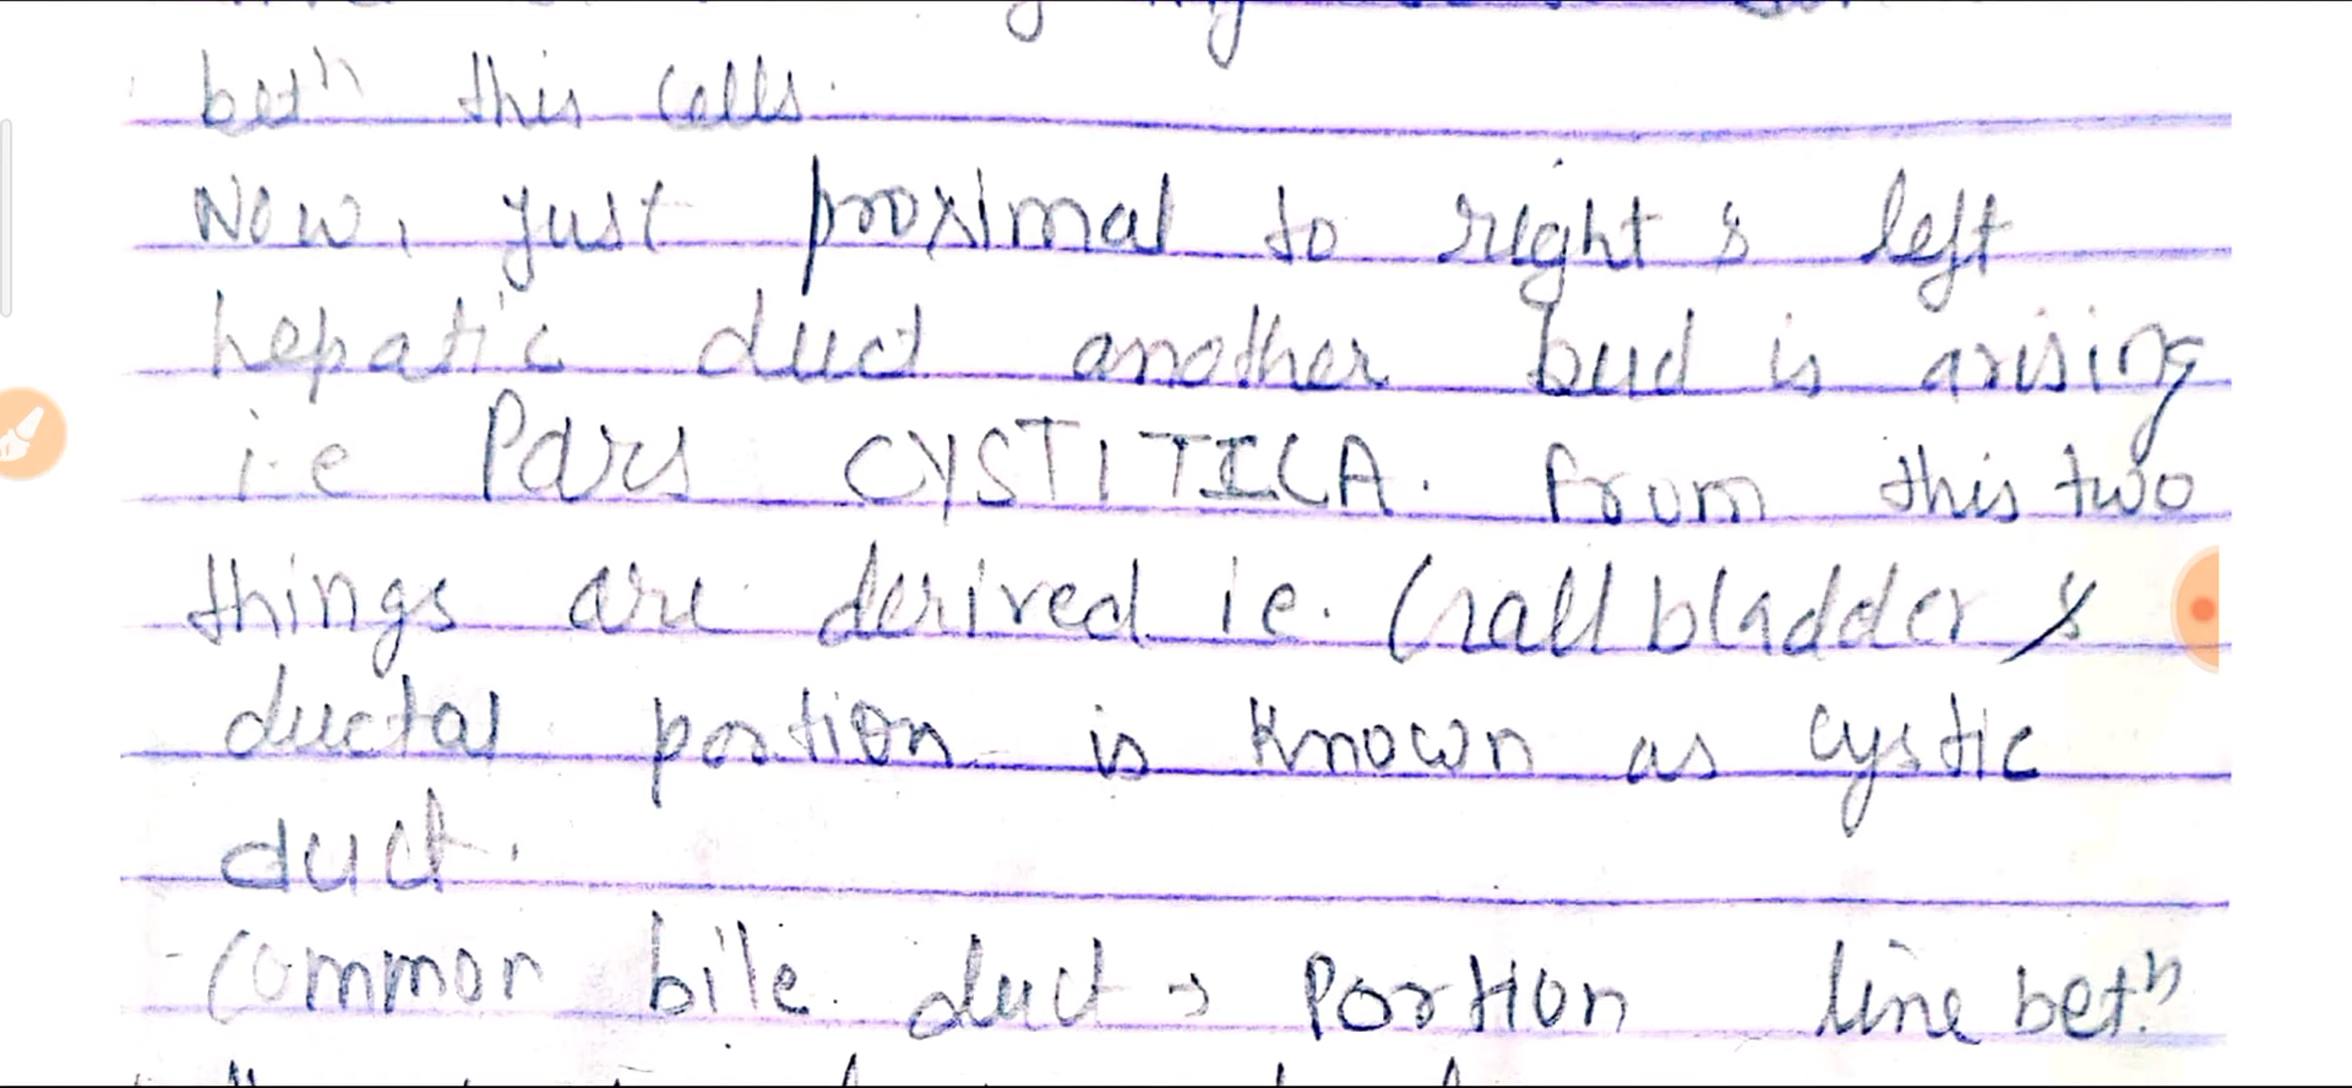 betⁿ this cells.
Now, just proximal to right & left
hepatic duct another bud is arising
i.e Pars CYSTITICA. From this two
things are derived ie. Gall bladder &
ductal portion is known as cystic
duct.
- Common bile duct → Portion line betⁿ